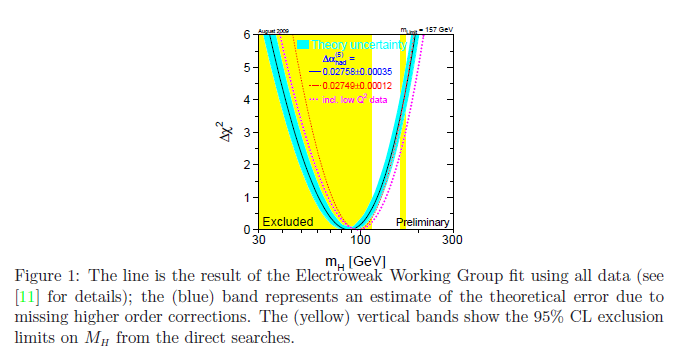 August 2009
m_Limit = 157 GeV
6
Theory uncertainty
Δα_had^(5) =
5
0.02758±0.00035
0.02749±0.00012
4
incl. low Q² data
3
Δχ²
2
1
Excluded
Preliminary
0
30
100
300
m_H [GeV]
Figure 1: The line is the result of the Electroweak Working Group fit using all data (see
[11] for details); the (blue) band represents an estimate of the theoretical error due to
missing higher order corrections. The (yellow) vertical bands show the 95% CL exclusion
limits on M_H from the direct searches.